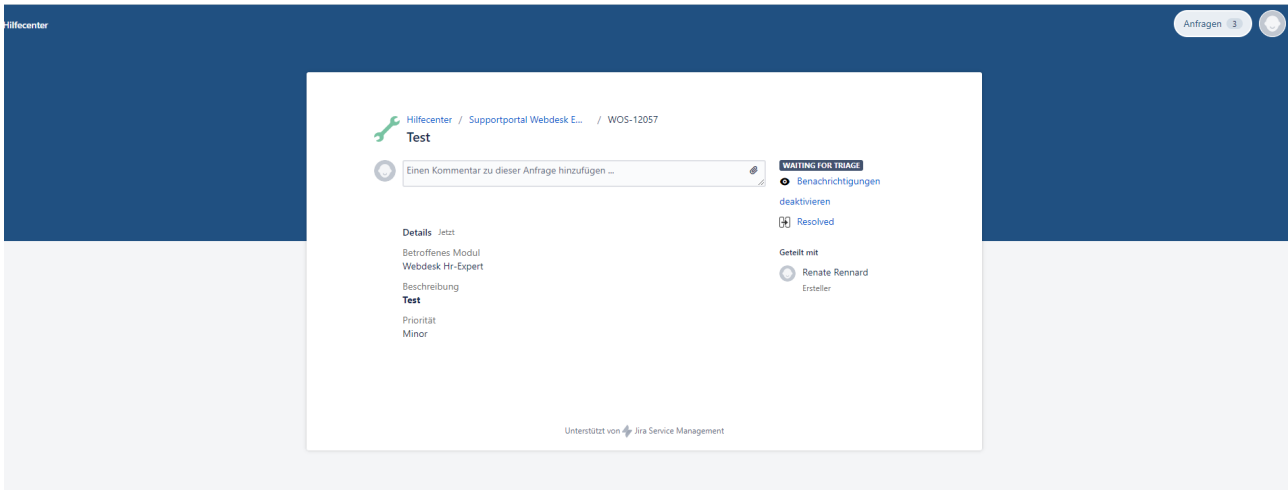 Hilfecenter
Anfragen 3
Hilfecenter / Supportportal Webdesk E... / WOS-12057
Test
Einen Kommentar zu dieser Anfrage hinzufügen ...
WAITING FOR TRIAGE
Benachrichtigungen
deaktivieren
Resolved
Details Jetzt
Betroffenes Modul
Webdesk Hr-Expert
Beschreibung
Test
Priorität
Minor
Geteilt mit
Renate Rennard
Ersteller
Unterstützt von Jira Service Management